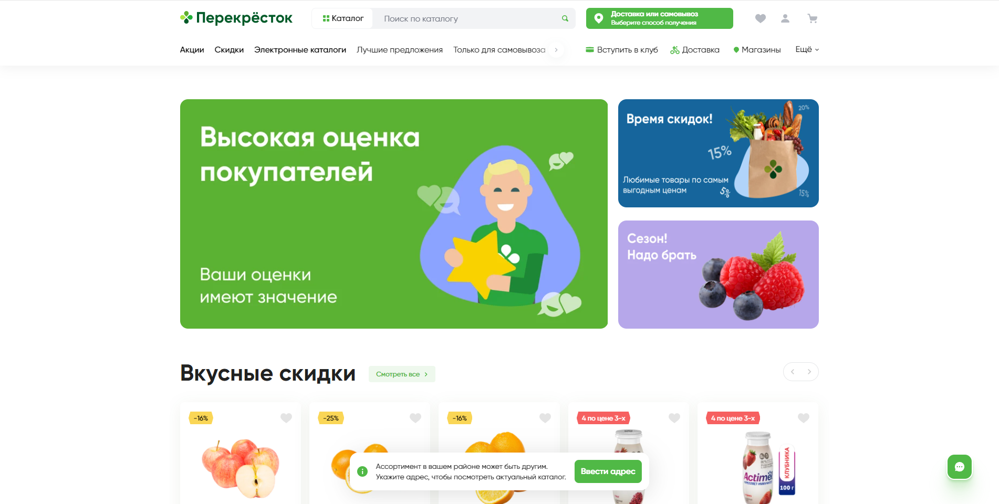 Перекрёсток
Каталог
Поиск по каталогу
Доставка или самовывоз
Выберите способ получения
Акции
Скидки
Электронные каталоги
Лучшие предложения
Только для самовывоза
Вступить в клуб
Доставка
Магазины
Ещё
Высокая оценка
покупателей
Ваши оценки
имеют значение
Время скидок!
20%
15%
Любимые товары по самым
выгодным ценам
5%
15%
Сезон!
Надо брать
Вкусные скидки
Смотреть все
-16%
-25%
-16%
4 по цене 3-х
4 по цене 3-х
Actimel
УКРЕПЛЯЕТ ИММУНИТЕТ
КЛУБНИКА
100 г
Ассортимент в вашем районе может быть другим.
Укажите адрес, чтобы посмотреть актуальный каталог.
Ввести адрес